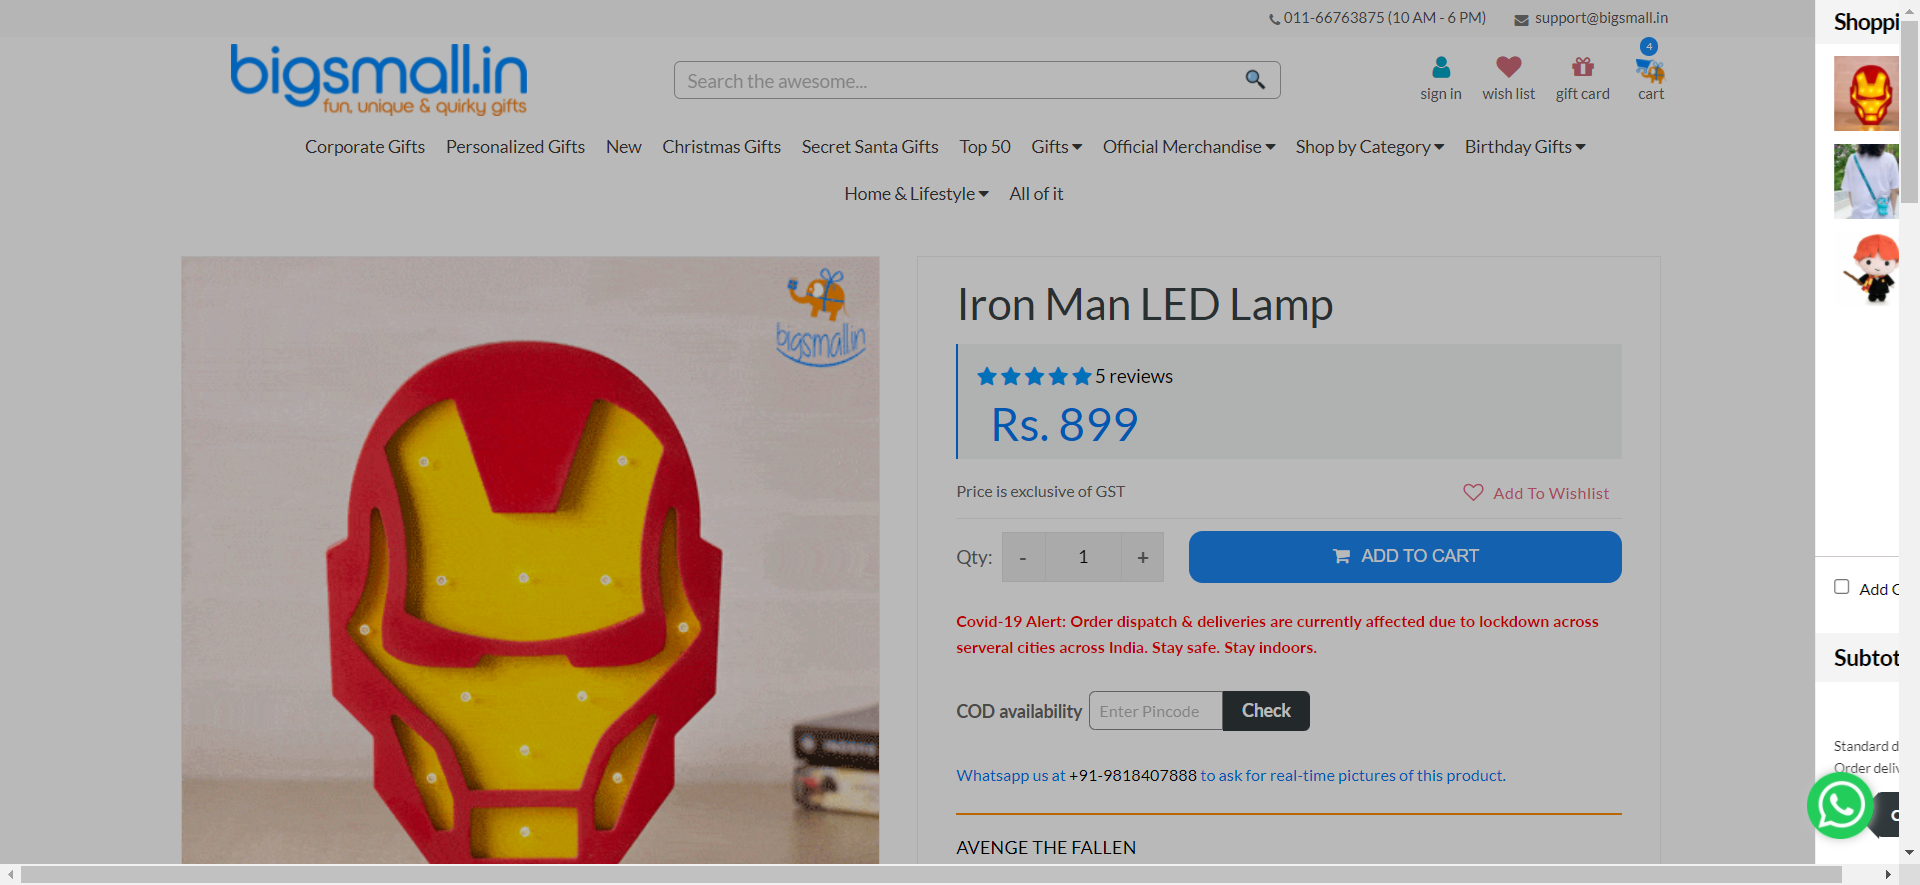 011-66763875 (10 AM - 6 PM) support@bigsmall.in
bigsmall.in
fun, unique & quirky gifts
Search the awesome...
4
sign in wish list gift card cart
Corporate Gifts Personalized Gifts New Christmas Gifts Secret Santa Gifts Top 50 Gifts Official Merchandise Shop by Category Birthday Gifts
Home & Lifestyle All of it
bigsmall.in
Iron Man LED Lamp
5 reviews
Rs. 899
Price is exclusive of GST
Add To Wishlist
Qty: - 1 +
ADD TO CART
Covid-19 Alert: Order dispatch & deliveries are currently affected due to lockdown across
serveral cities across India. Stay safe. Stay indoors.
COD availability Enter Pincode Check
Whatsapp us at +91-9818407888 to ask for real-time pictures of this product.
AVENGE THE FALLEN
Shoppi
Add
Subtot
Standard d
Order deliv